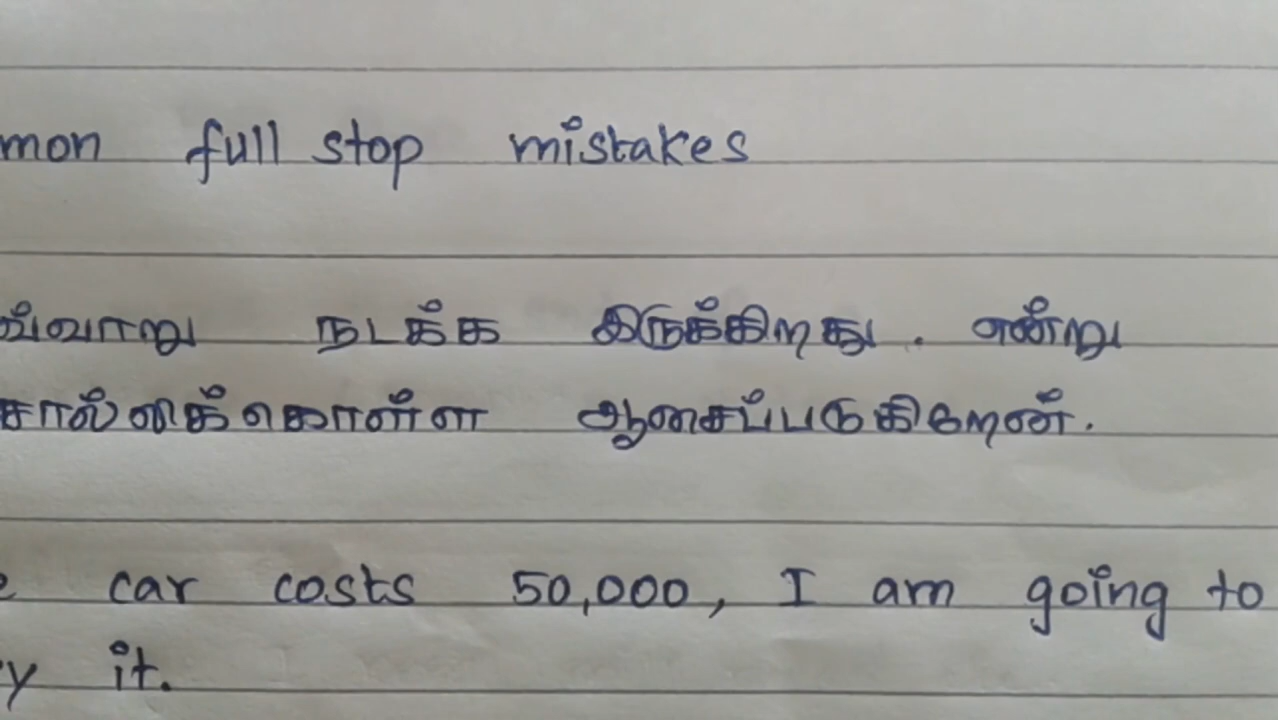 mon full stop mistakes
வ்வாறு நடக்க இருக்கிறது. என்று
சால்லிக்கொள்ள ஆசைப்படுகிறேன்.
e car costs 50,000, I am going to
y it.